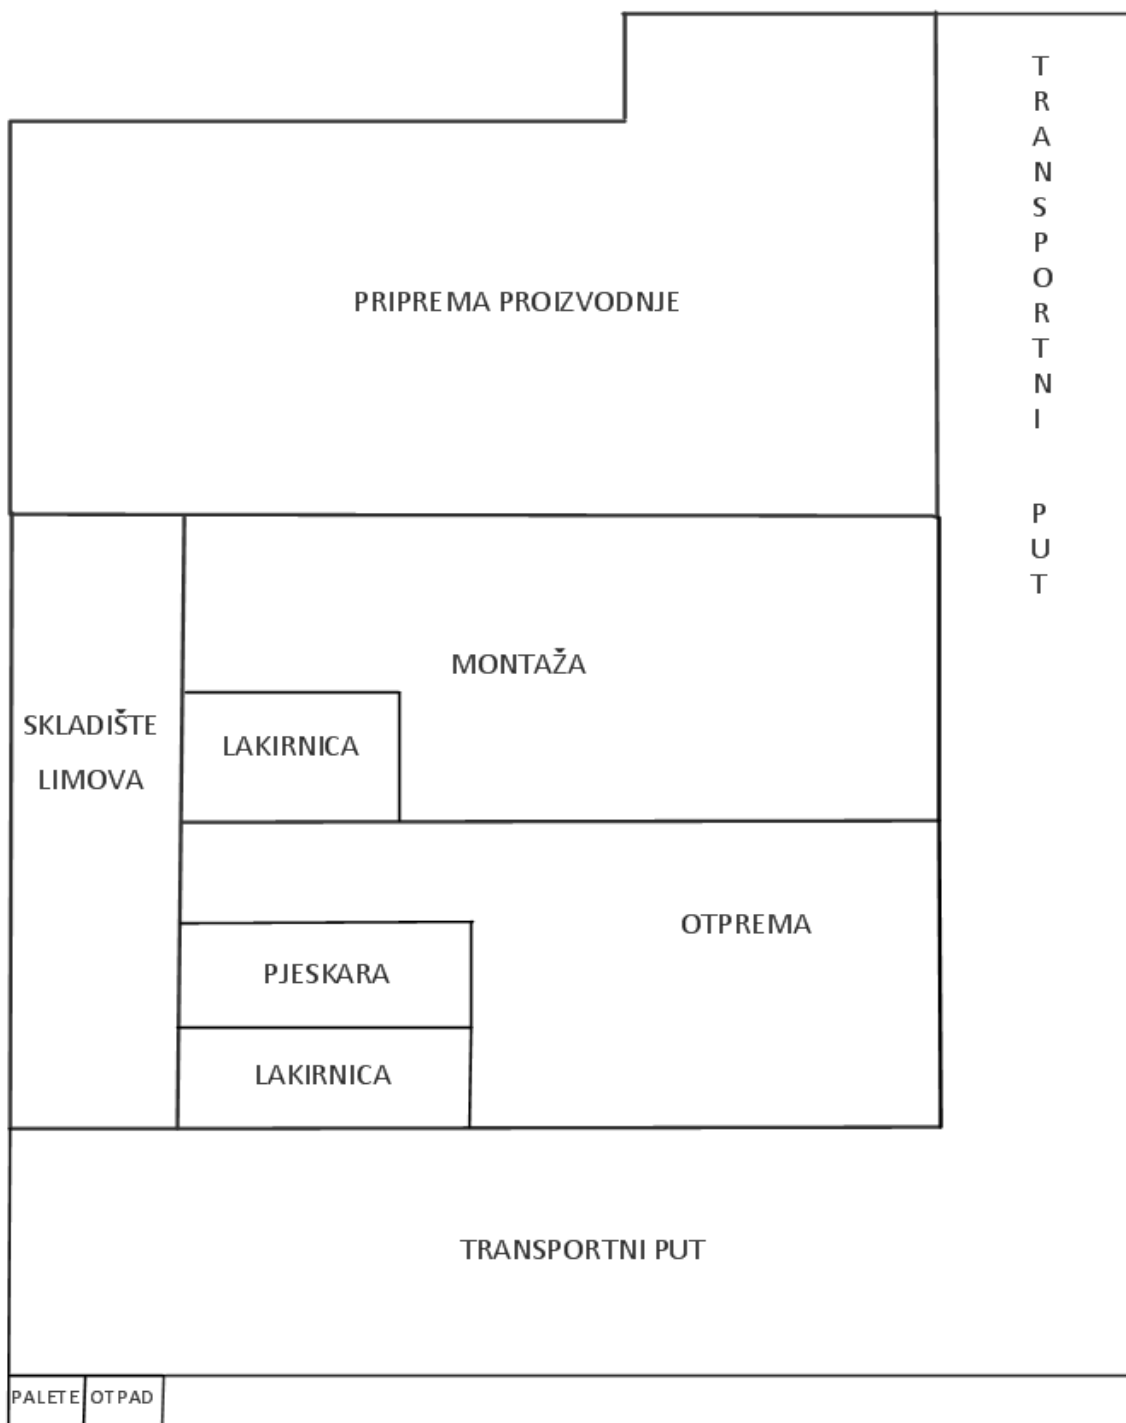 TRANSPORTNI PUT
PRIPREMA PROIZVODNJE
MONTAŽA
SKLADIŠTE
LIMOVA
LAKIRNICA
OTPREMA
PJESKARA
LAKIRNICA
TRANSPORTNI PUT
PALETE
OTPAD